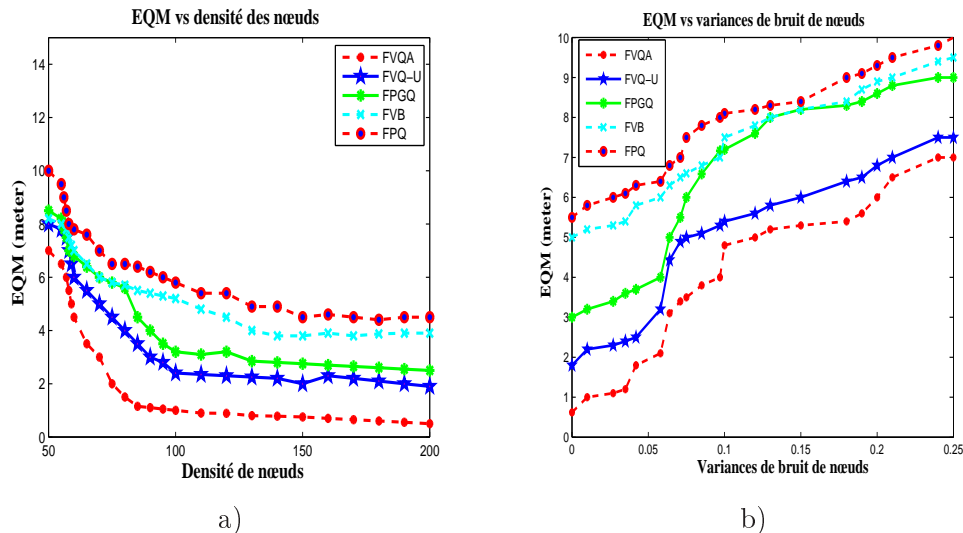 EQM vs densité des nœuds
EQM (meter)
14
12
10
8
6
4
2
0
50
100
150
200
Densité de nœuds
FVQA
FVQ-U
FPGQ
FVB
FPQ
a)
EQM vs variances de bruit de nœuds
EQM (meter)
10
9
8
7
6
5
4
3
2
1
0
0
0.05
0.1
0.15
0.2
0.25
Variances de bruit de nœuds
FVQA
FVQ-U
FPGQ
FVB
FPQ
b)